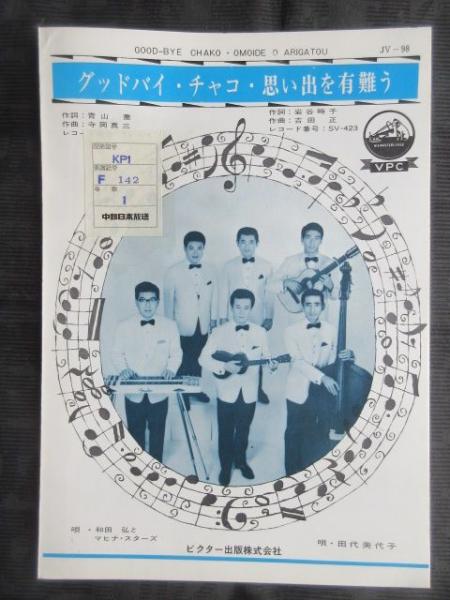 GOOD-BYE CHAKO・OMOIDE O ARIGATOU
JV-98
グッドバイ・チャコ・思い出を有難う
作詞：青山
作曲：寺岡真三
レコ
作詞：岩谷時子
作曲：吉田 正
レコード番号：SV-423
VPC
KP1
F 142
1
中部日本放送
唄・和田 弘と
マヒナ・スターズ
ビクター出版株式会社
唄・田代美代子